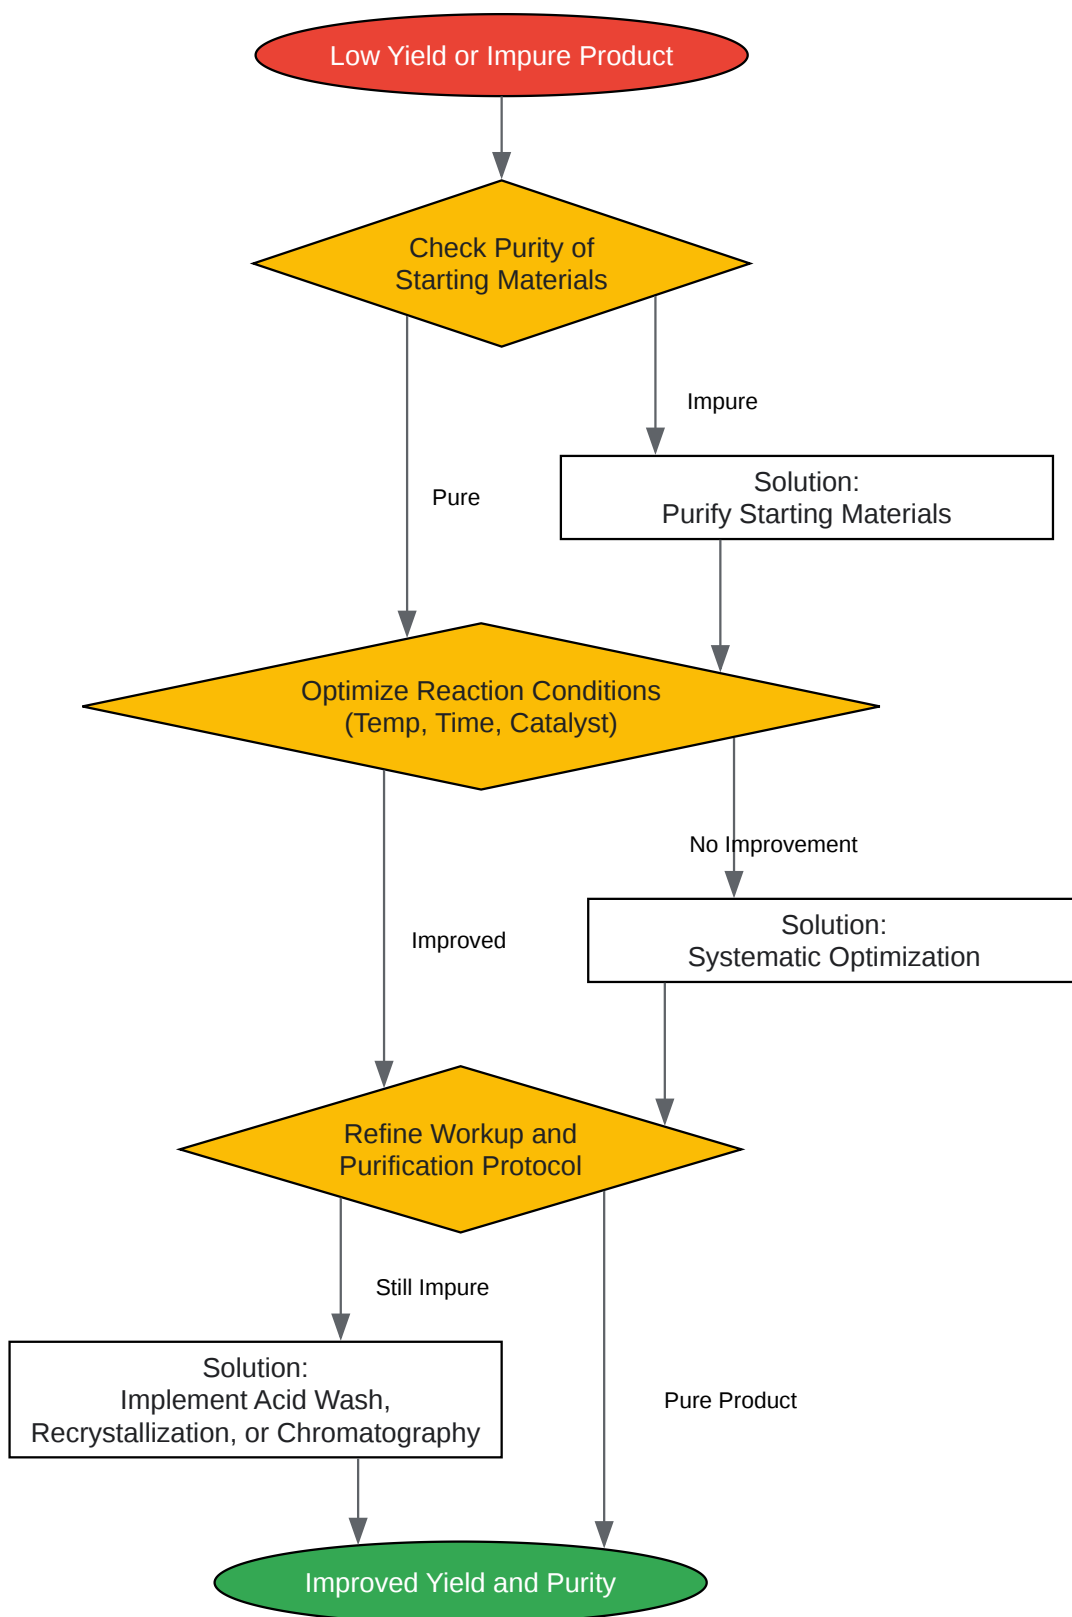 Low Yield or Impure Product
Check Purity of
Starting Materials
Impure
Solution:
Purify Starting Materials
Pure
Optimize Reaction Conditions
(Temp, Time, Catalyst)
No Improvement
Solution:
Systematic Optimization
Improved
Refine Workup and
Purification Protocol
Still Impure
Solution:
Implement Acid Wash,
Recrystallization, or Chromatography
Pure Product
Improved Yield and Purity